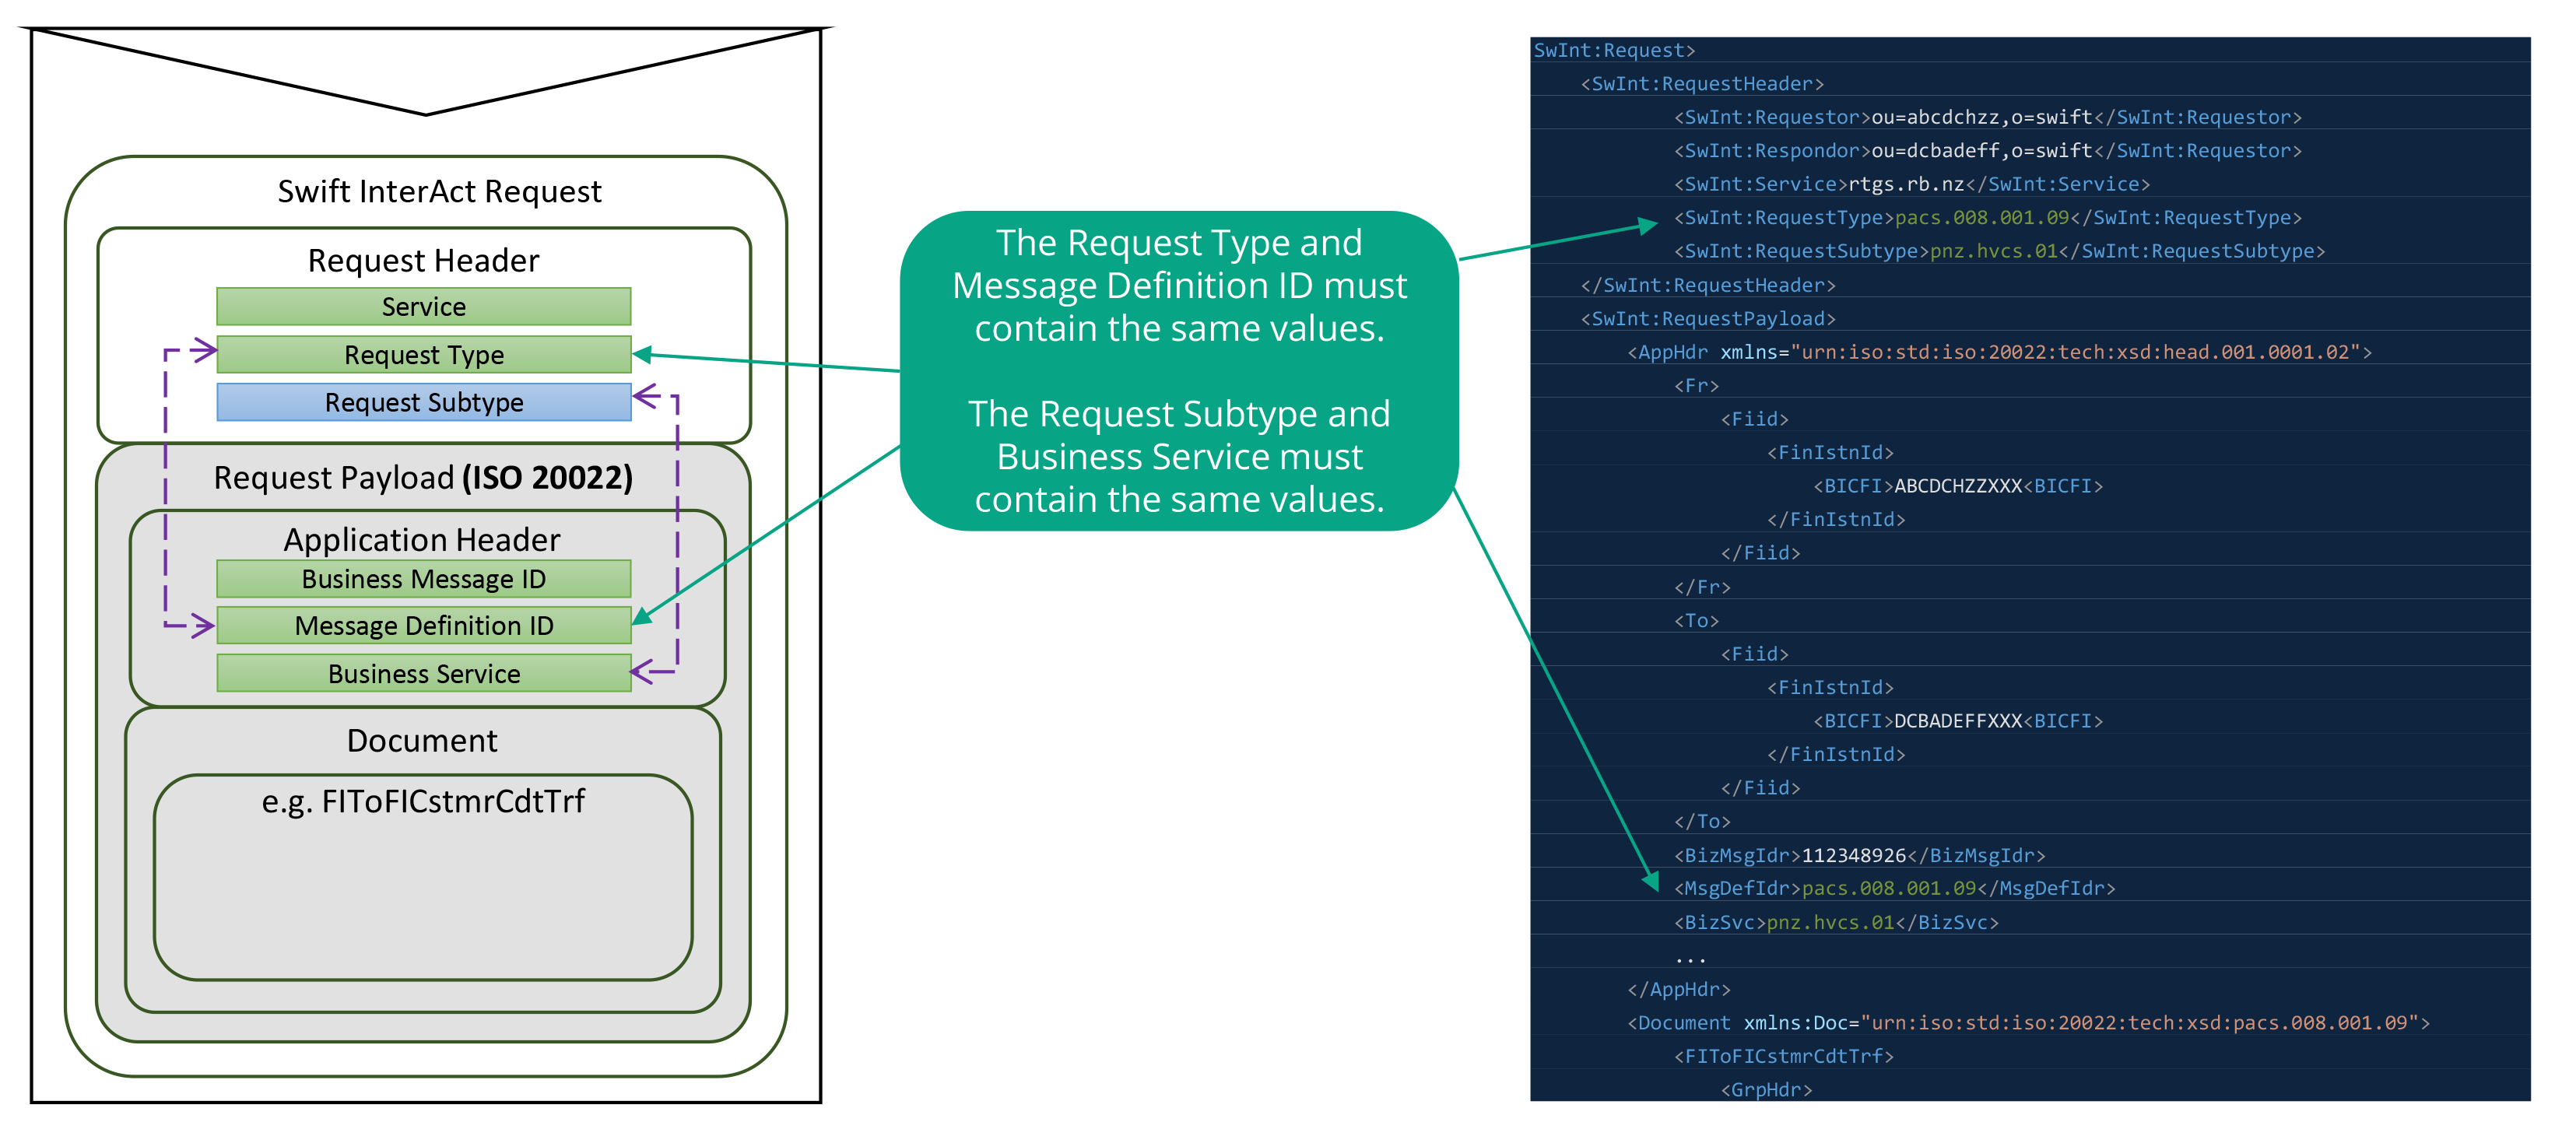 Swift InterAct Request
Request Header
Service
Request Type
Request Subtype
Request Payload (ISO 20022)
Application Header
Business Message ID
Message Definition ID
Business Service
Document
e.g. FIToFICstmrCdtTrf
The Request Type and
Message Definition ID must
contain the same values.
The Request Subtype and
Business Service must
contain the same values.
SwInt:Request>
<SwInt:RequestHeader>
<SwInt:Requestor>ou=abcdchzz,o=swift</SwInt:Requestor>
<SwInt:Respondor>ou=dcbadeff,o=swift</SwInt:Requestor>
<SwInt:Service>rtgs.rb.nz</SwInt:Service>
<SwInt:RequestType>pacs.008.001.09</SwInt:RequestType>
<SwInt:RequestSubtype>pnz.hvcs.01</SwInt:RequestSubtype>
</SwInt:RequestHeader>
<SwInt:RequestPayload>
<AppHdr xmlns="urn:iso:std:iso:20022:tech:xsd:head.001.0001.02">
<Fr>
<Fiid>
<FinIstnId>
<BICFI>ABCDCHZZXXX<BICFI>
</FinIstnId>
</Fiid>
</Fr>
<To>
<Fiid>
<FinIstnId>
<BICFI>DCBADEFFXXX<BICFI>
</FinIstnId>
</Fiid>
</To>
<BizMsgIdr>112348926</BizMsgIdr>
<MsgDefIdr>pacs.008.001.09</MsgDefIdr>
<BizSvc>pnz.hvcs.01</BizSvc>
...
</AppHdr>
<Document xmlns:Doc="urn:iso:std:iso:20022:tech:xsd:pacs.008.001.09">
<FIToFICstmrCdtTrf>
<GrpHdr>